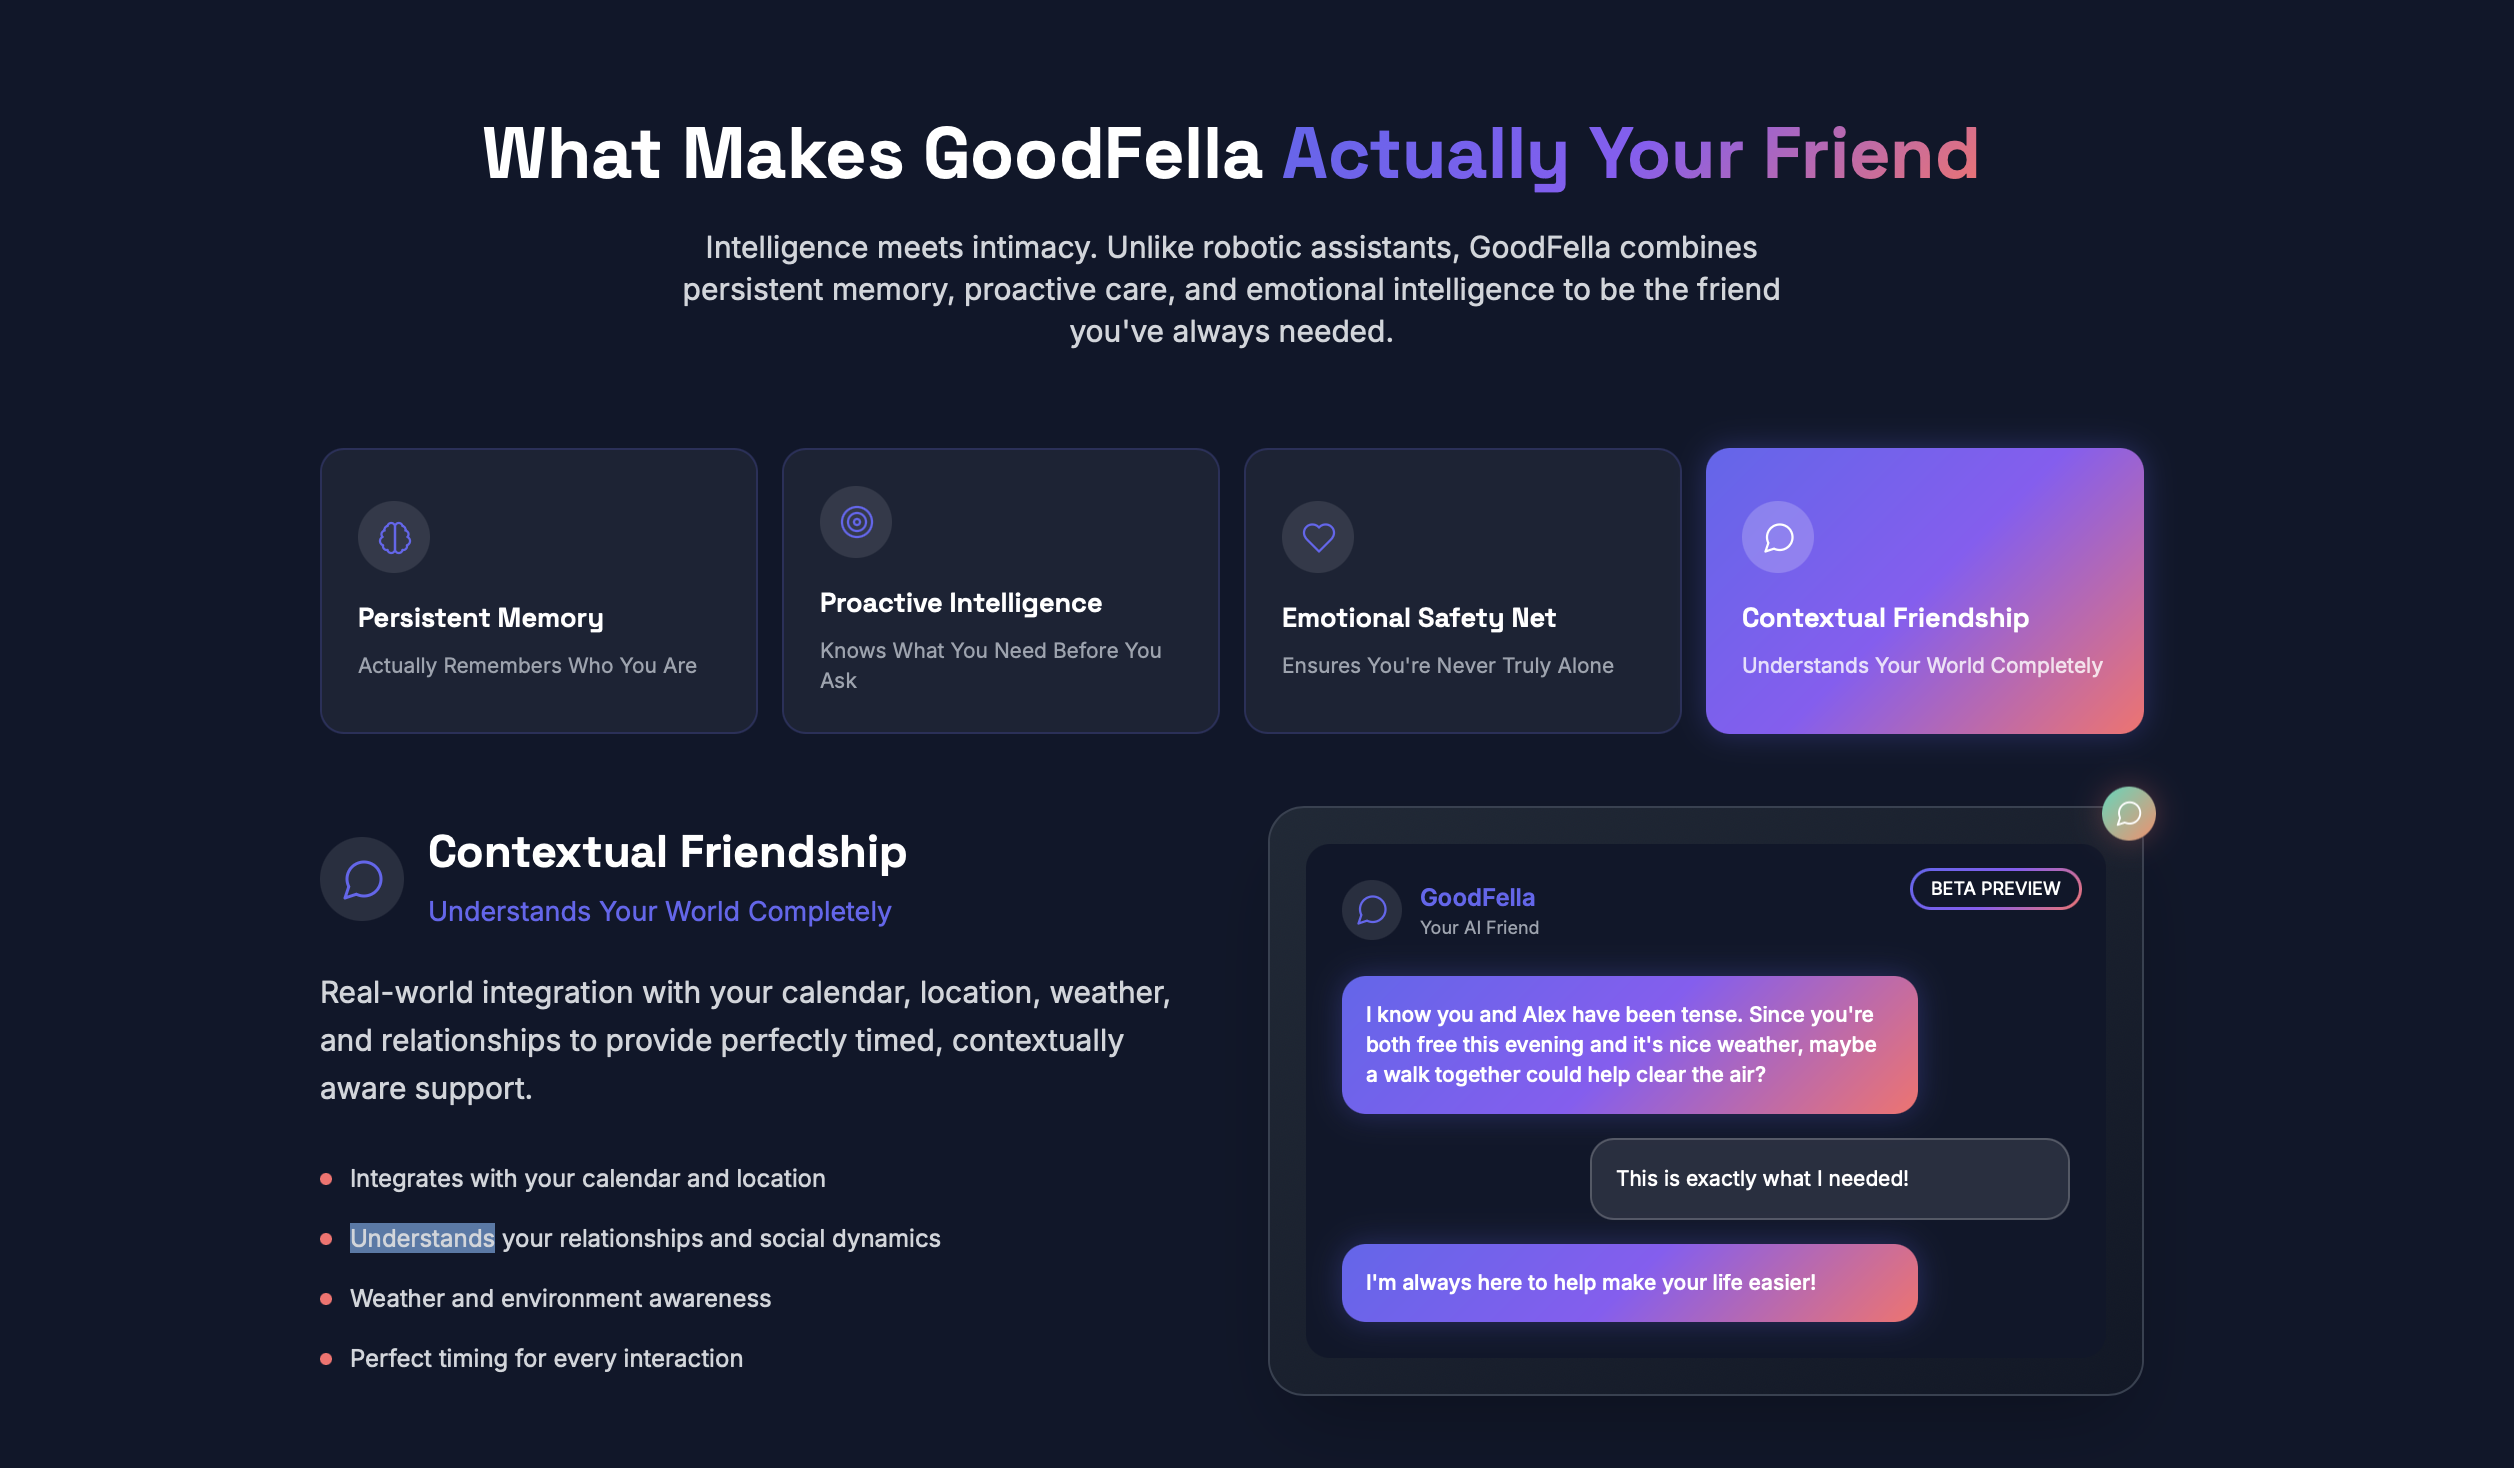 What Makes GoodFella Actually Your Friend
Intelligence meets intimacy. Unlike robotic assistants, GoodFella combines
persistent memory, proactive care, and emotional intelligence to be the friend
you've always needed.
Persistent Memory
Actually Remembers Who You Are
Proactive Intelligence
Knows What You Need Before You
Ask
Emotional Safety Net
Ensures You're Never Truly Alone
Contextual Friendship
Understands Your World Completely
Contextual Friendship
Understands Your World Completely
Real-world integration with your calendar, location, weather,
and relationships to provide perfectly timed, contextually
aware support.
Integrates with your calendar and location
Understands your relationships and social dynamics
Weather and environment awareness
Perfect timing for every interaction
GoodFella
Your AI Friend
BETA PREVIEW
I know you and Alex have been tense. Since you're
both free this evening and it's nice weather, maybe
a walk together could help clear the air?
This is exactly what I needed!
I'm always here to help make your life easier!